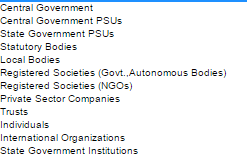 Central Government
Central Government PSUs
State Government PSUs
Statutory Bodies
Local Bodies
Registered Societies (Govt.,Autonomous Bodies)
Registered Societies (NGOs)
Private Sector Companies
Trusts
Individuals
International Organizations
State Government Institutions